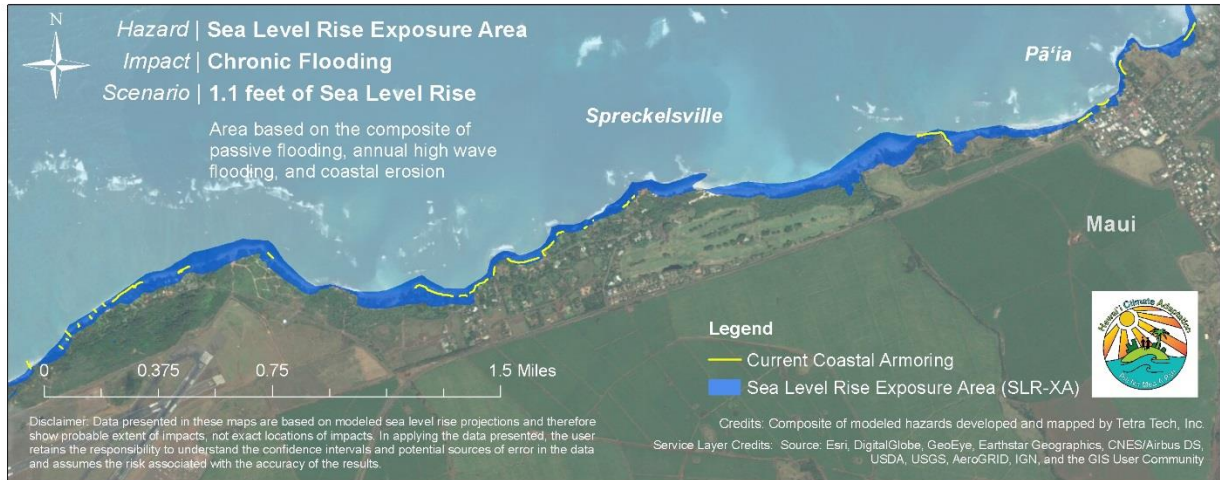 N
Hazard | Sea Level Rise Exposure Area
Impact | Chronic Flooding
Scenario | 1.1 feet of Sea Level Rise
Area based on the composite of
passive flooding, annual high wave
flooding, and coastal erosion
Pāʻia
Spreckelsville
Maui
0 0.375 0.75 1.5 Miles
Legend
Current Coastal Armoring
Sea Level Rise Exposure Area (SLR-XA)
Hawaiʻi Climate Adaptation
Disclaimer: Data presented in these maps are based on modeled sea level rise projections and therefore
show probable extent of impacts, not exact locations of impacts. In applying the data presented, the user
retains the responsibility to understand the confidence intervals and potential sources of error in the data
and assumes the risk associated with the accuracy of the results.
Credits: Composite of modeled hazards developed and mapped by Tetra Tech, Inc.
Service Layer Credits: Source: Esri, DigitalGlobe, GeoEye, Earthstar Geographics, CNES/Airbus DS,
USDA, USGS, AeroGRID, IGN, and the GIS User Community